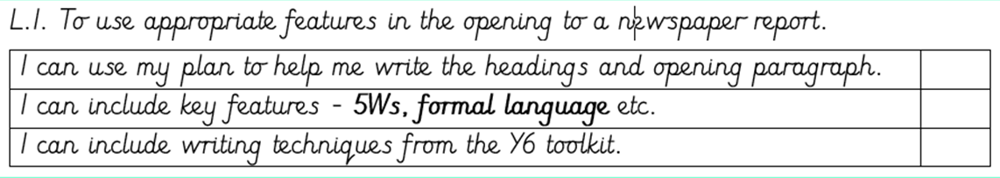 L.I. To use appropriate features in the opening to a newspaper report.
I can use my plan to help me write the headings and opening paragraph.
I can include key features - 5Ws, formal language etc.
I can include writing techniques from the Y6 toolkit.